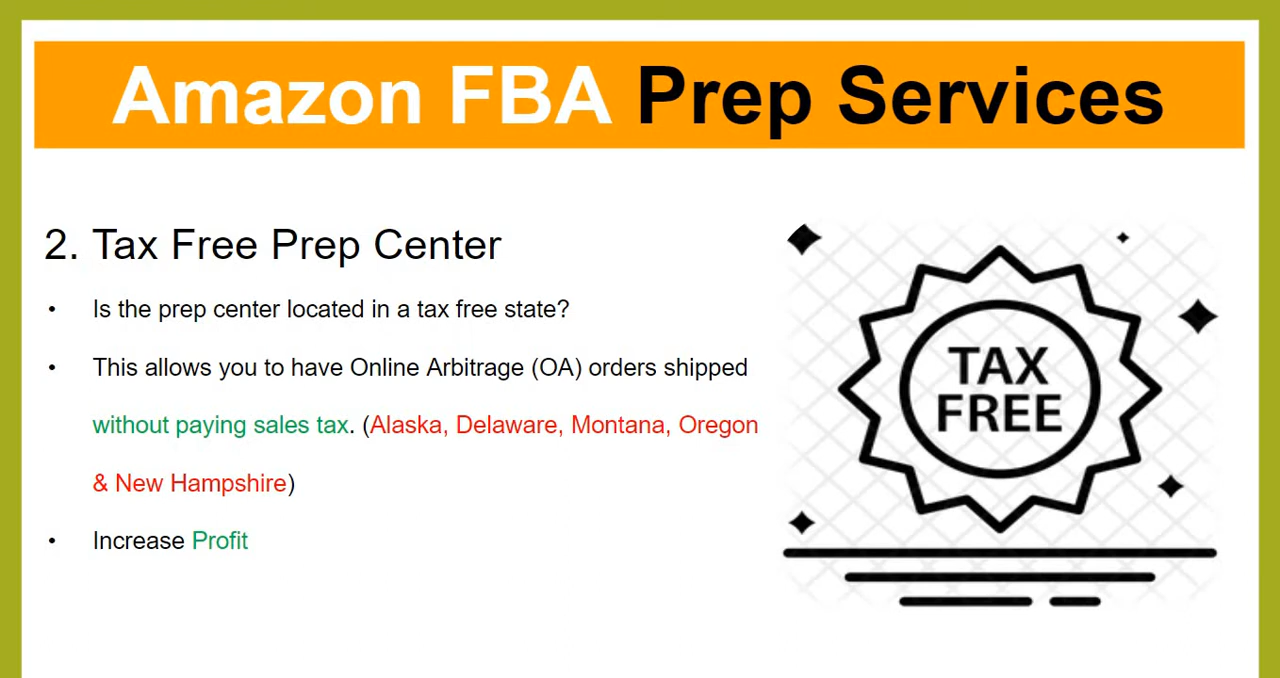 Amazon FBA Prep Services
2. Tax Free Prep Center
• Is the prep center located in a tax free state?
• This allows you to have Online Arbitrage (OA) orders shipped
without paying sales tax. (Alaska, Delaware, Montana, Oregon
& New Hampshire)
• Increase Profit
TAX
FREE